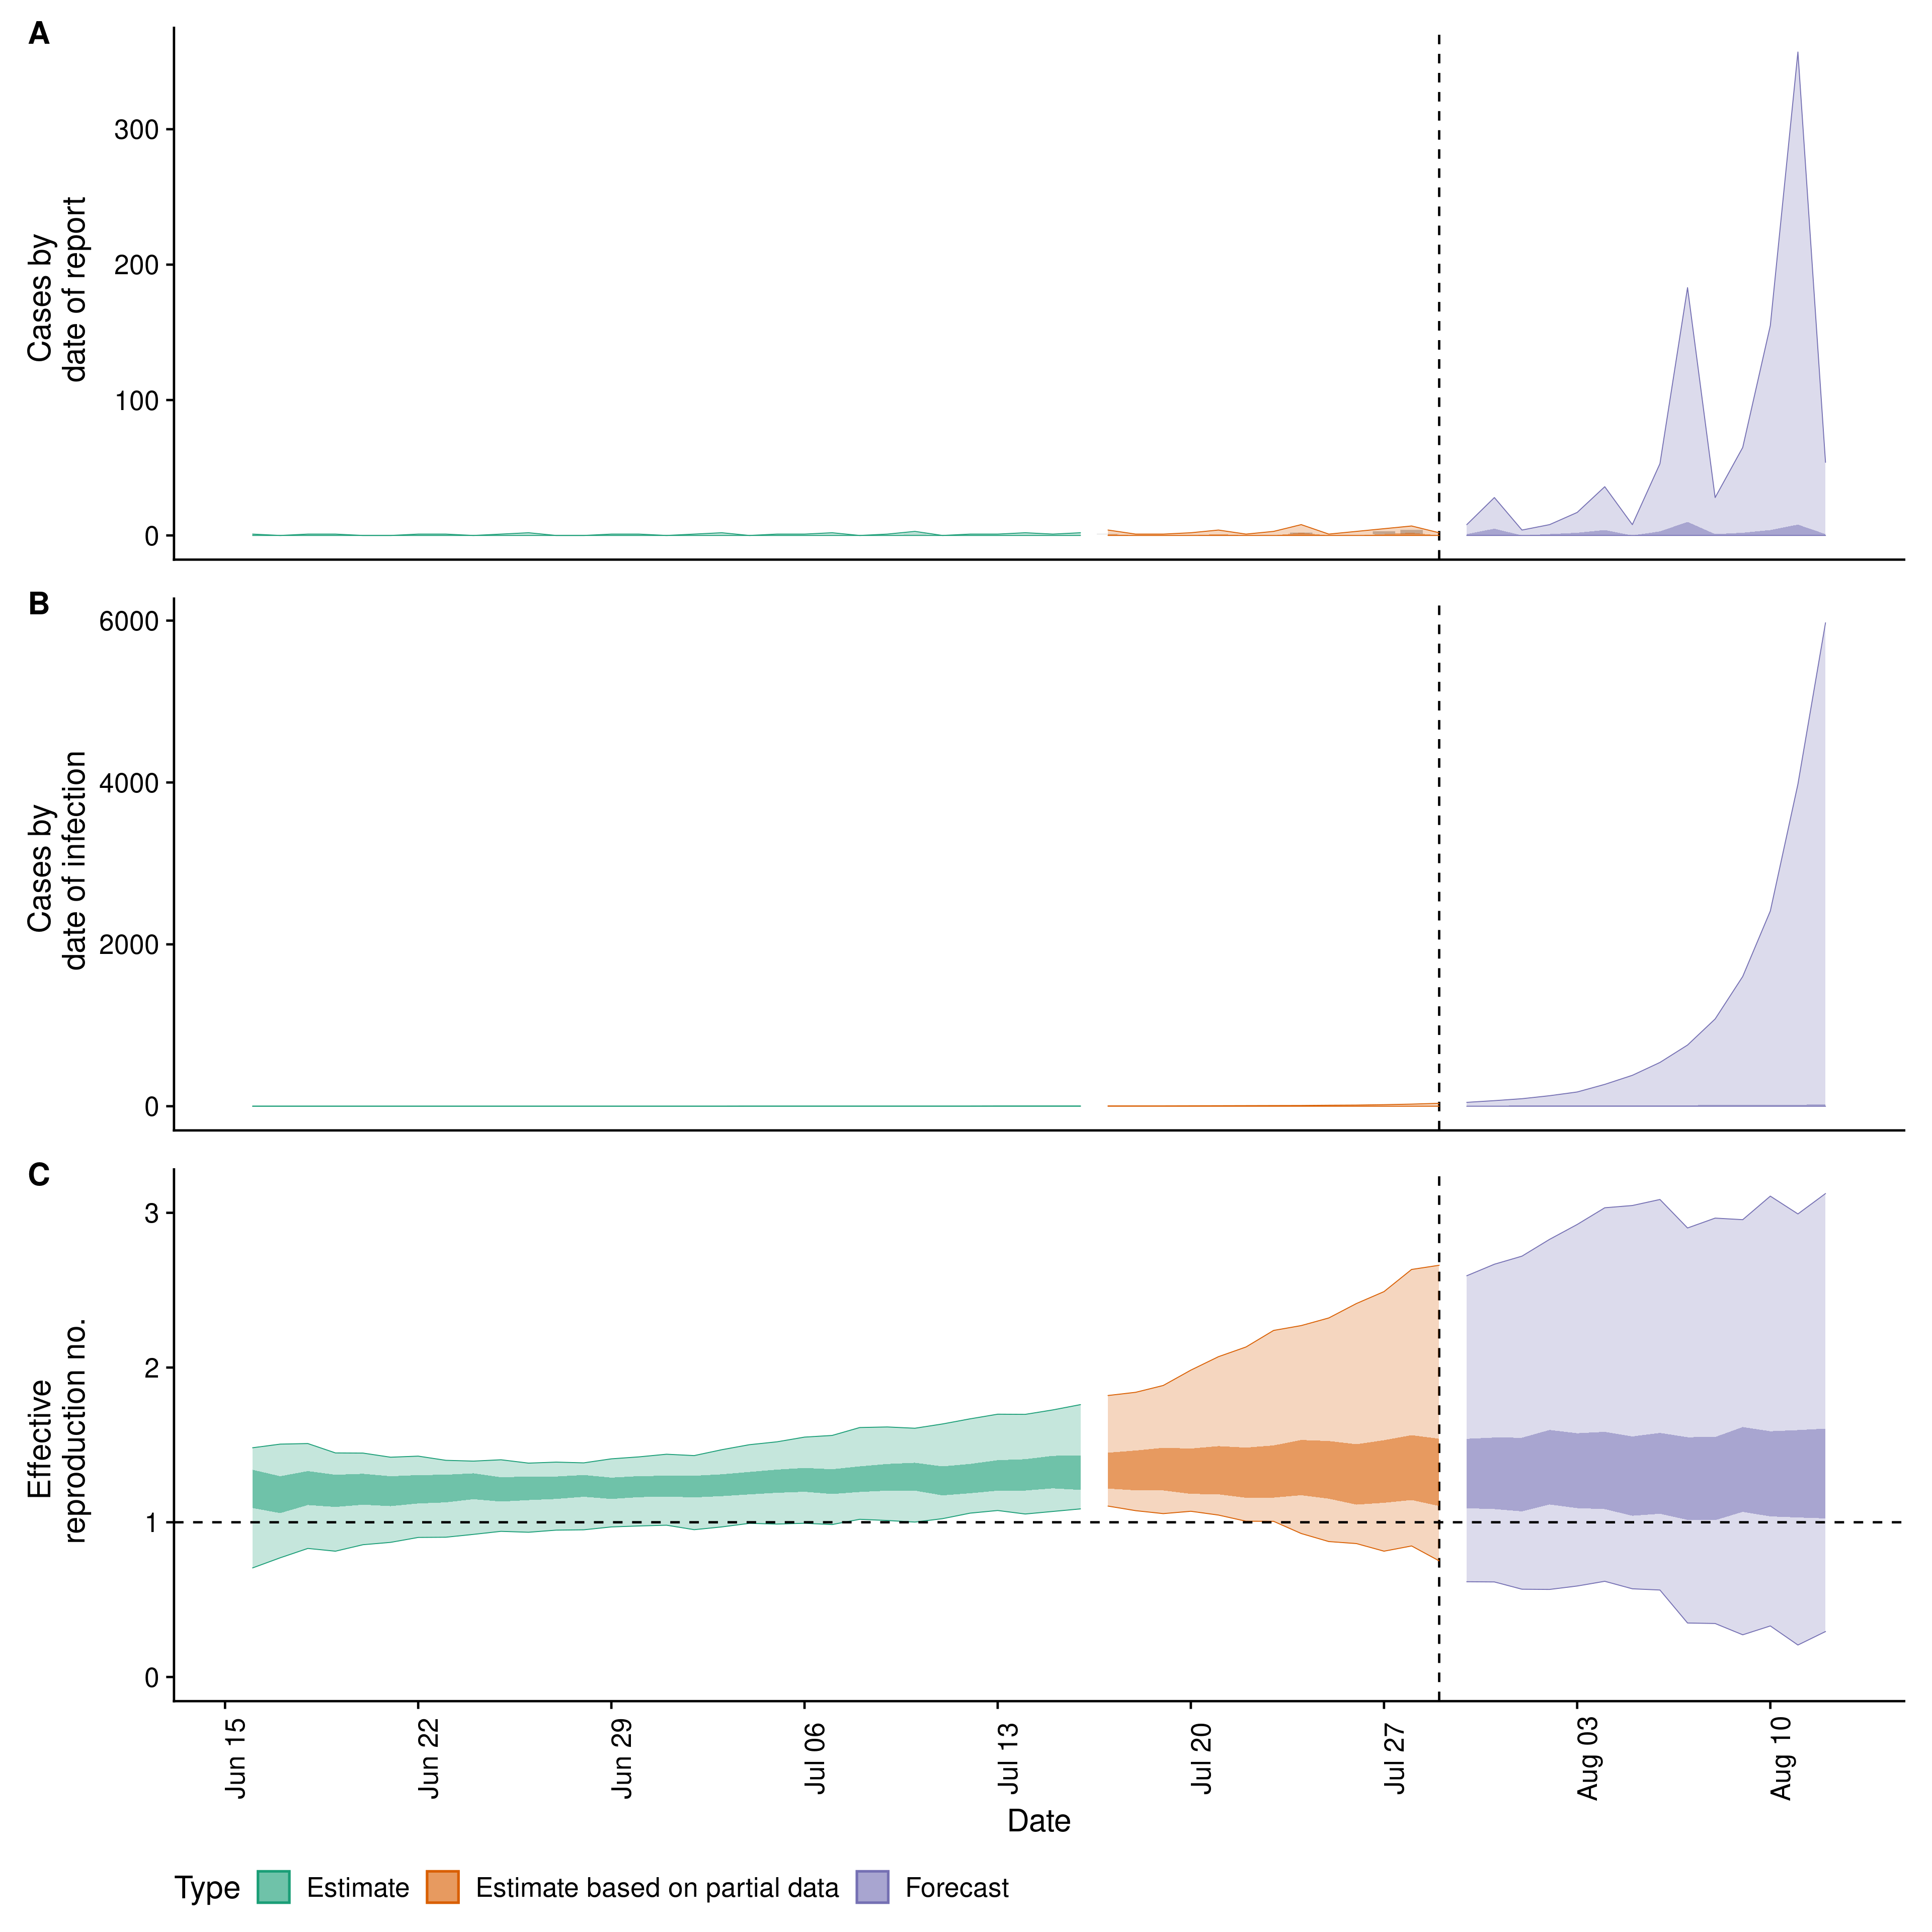 A
Cases by
date of report
300
200
100
0
B
Cases by
date of infection
6000
4000
2000
0
C
Effective
reproduction no.
3
2
1
0
Jun 15
Jun 22
Jun 29
Jul 06
Jul 13
Jul 20
Jul 27
Aug 03
Aug 10
Date
Type
Estimate
Estimate based on partial data
Forecast